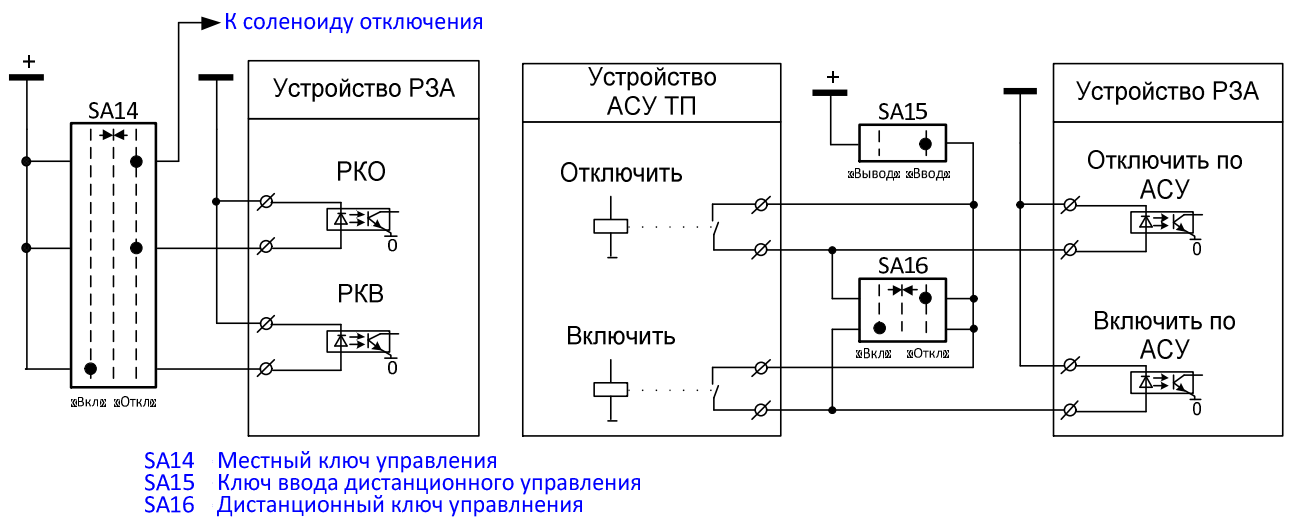 К соленоиду отключения
+
SA14
«Вкл» «Откл»
Устройство РЗА
РКО
0
РКВ
0
Устройство
АСУ ТП
Отключить
Включить
+
SA15
«Вывод» «Ввод»
SA16
«Вкл» «Откл»
Устройство РЗА
Отключить по
АСУ
0
Включить по
АСУ
0
SA14 Местный ключ управления
SA15 Ключ ввода дистанционного управления
SA16 Дистанционный ключ управлнения